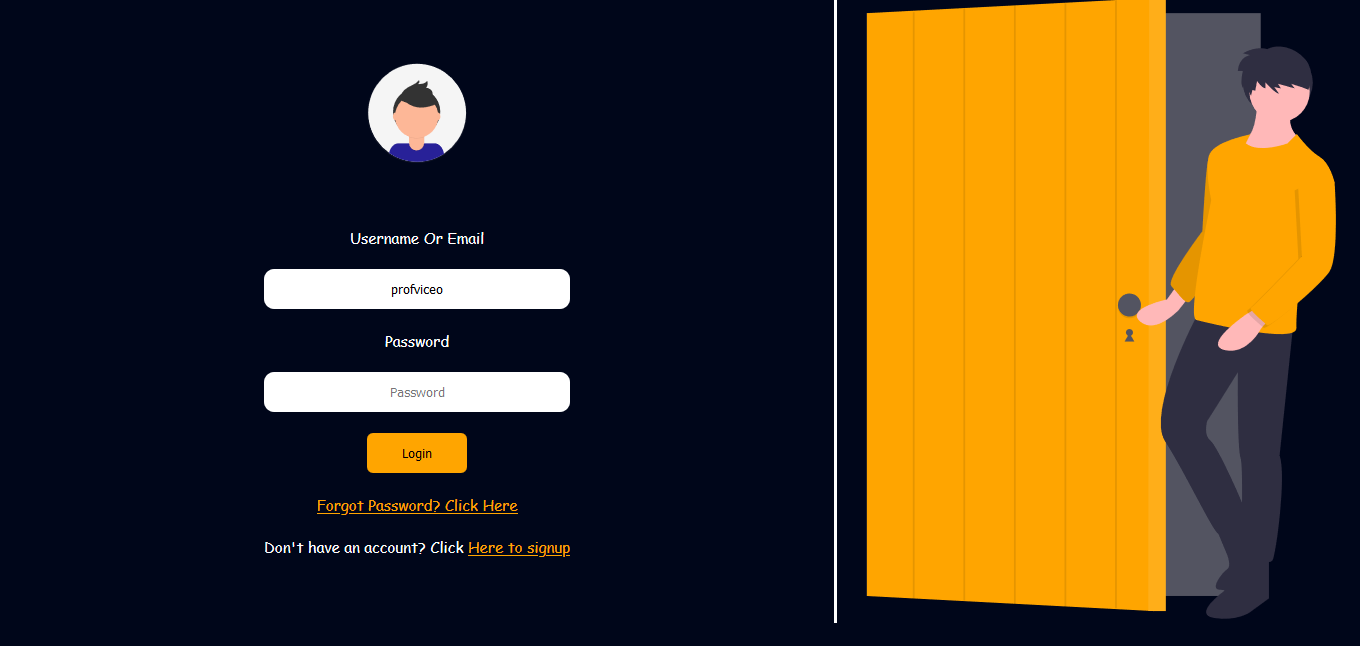 Username Or Email
profviceo
Password
Password
Login
Forgot Password? Click Here
Don't have an account? Click Here to signup